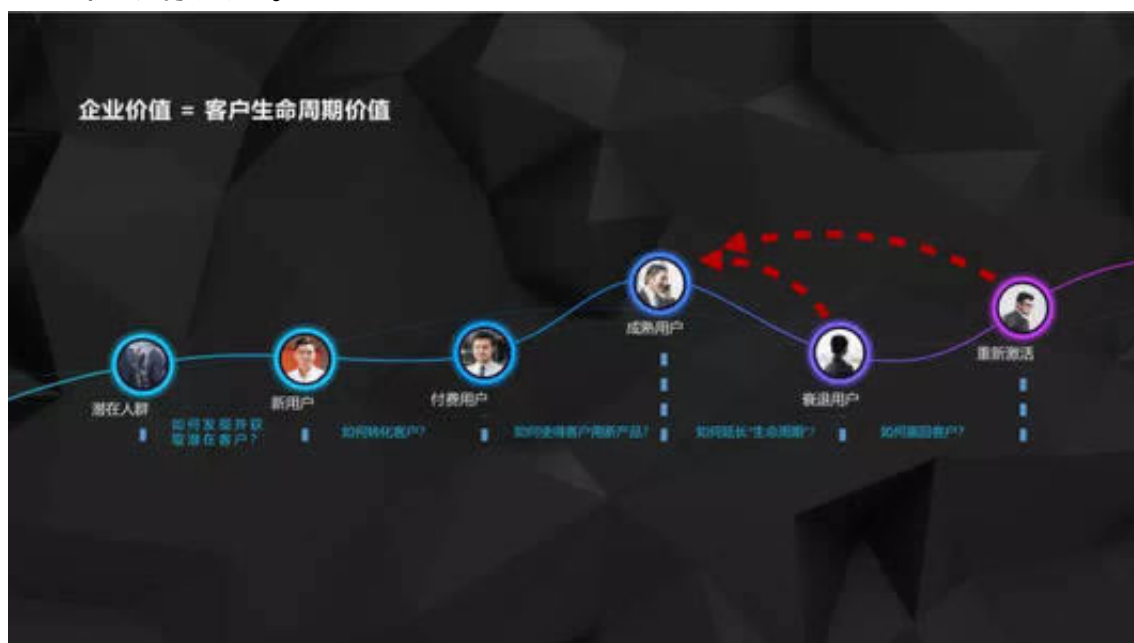 企业价值 = 客户生命周期价值
成熟用户
重新激活
潜在人群
新用户
付费用户
衰退用户
如何发现并获
取潜在客户？
如何转化客户？
如何使得客户用新产品？
如何延长“生命周期”？
如何赢回客户？